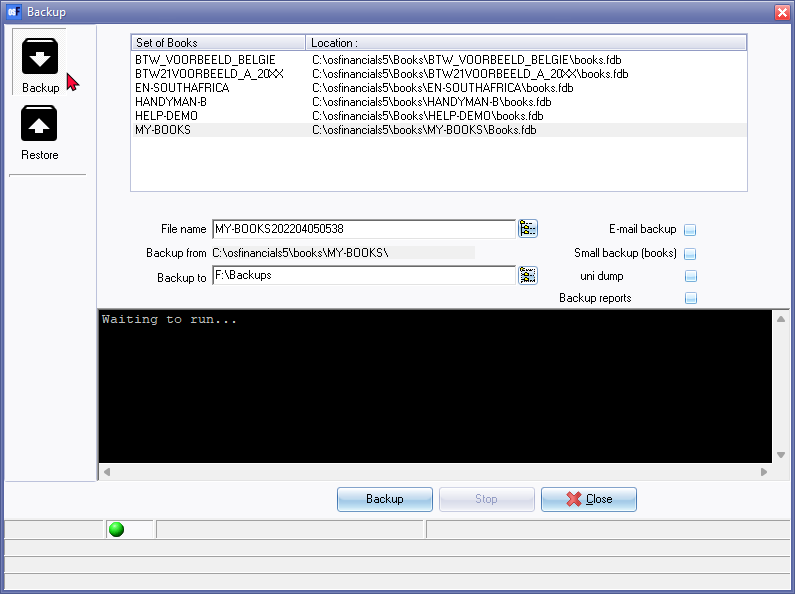 Backup
Backup
Restore
Set of Books Location :
BTW_VOORBEELD_BELGIE C:\osfinancials5\Books\BTW_VOORBEELD_BELGIE\books.fdb
BTW21VOORBEELD_A_20XX C:\osfinancials5\Books\BTW21VOORBEELD_A_20XX\books.fdb
EN-SOUTHAFRICA C:\osfinancials5\books\EN-SOUTHAFRICA\books.fdb
HANDYMAN-B C:\osfinancials5\books\HANDYMAN-B\books.fdb
HELP-DEMO C:\osfinancials5\Books\HELP-DEMO\books.fdb
MY-BOOKS C:\osfinancials5\books\MY-BOOKS\Books.fdb
File name MY-BOOKS202204050538 E-mail backup
Backup from C:\osfinancials5\books\MY-BOOKS\ Small backup (books)
Backup to F:\Backups uni dump
Backup reports
Waiting to run...
Backup Stop Close